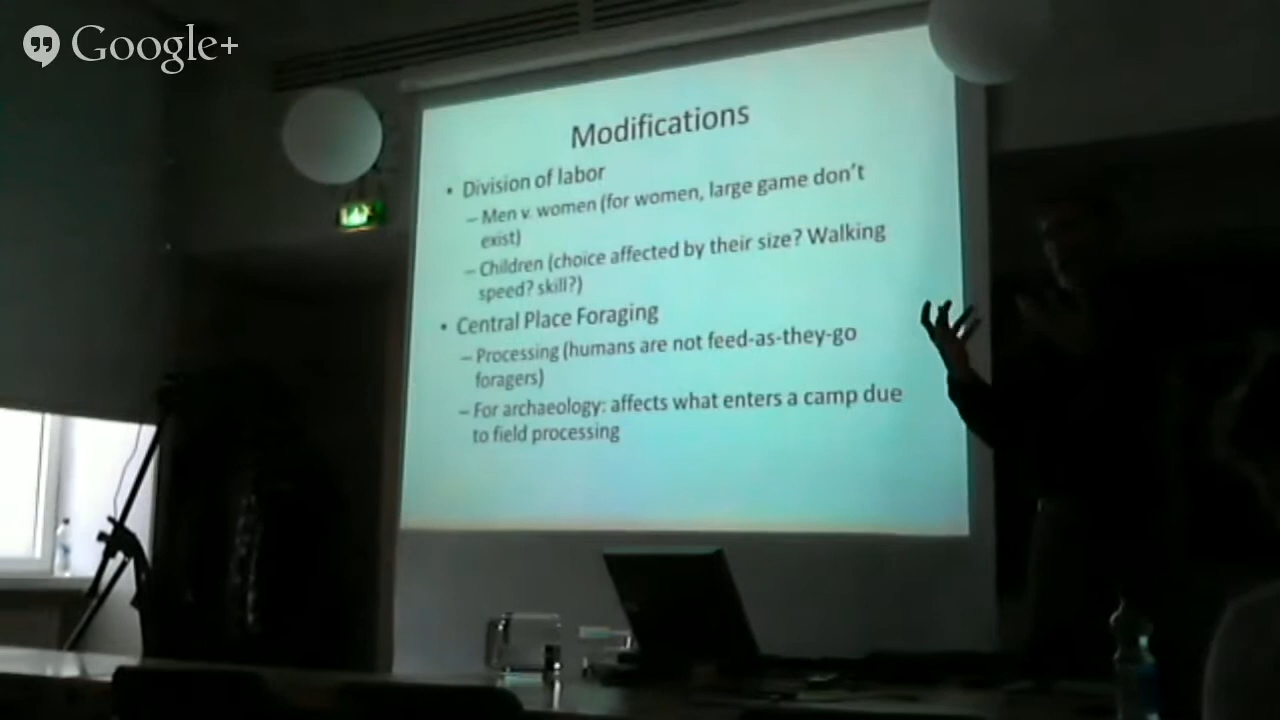 Google+
Modifications
• Division of labor
– Men v. women (for women, large game don't
exist)
– Children (choice affected by their size? Walking
speed? skill?)
• Central Place Foraging
– Processing (humans are not feed-as-they-go
foragers)
– For archaeology: affects what enters a camp due
to field processing